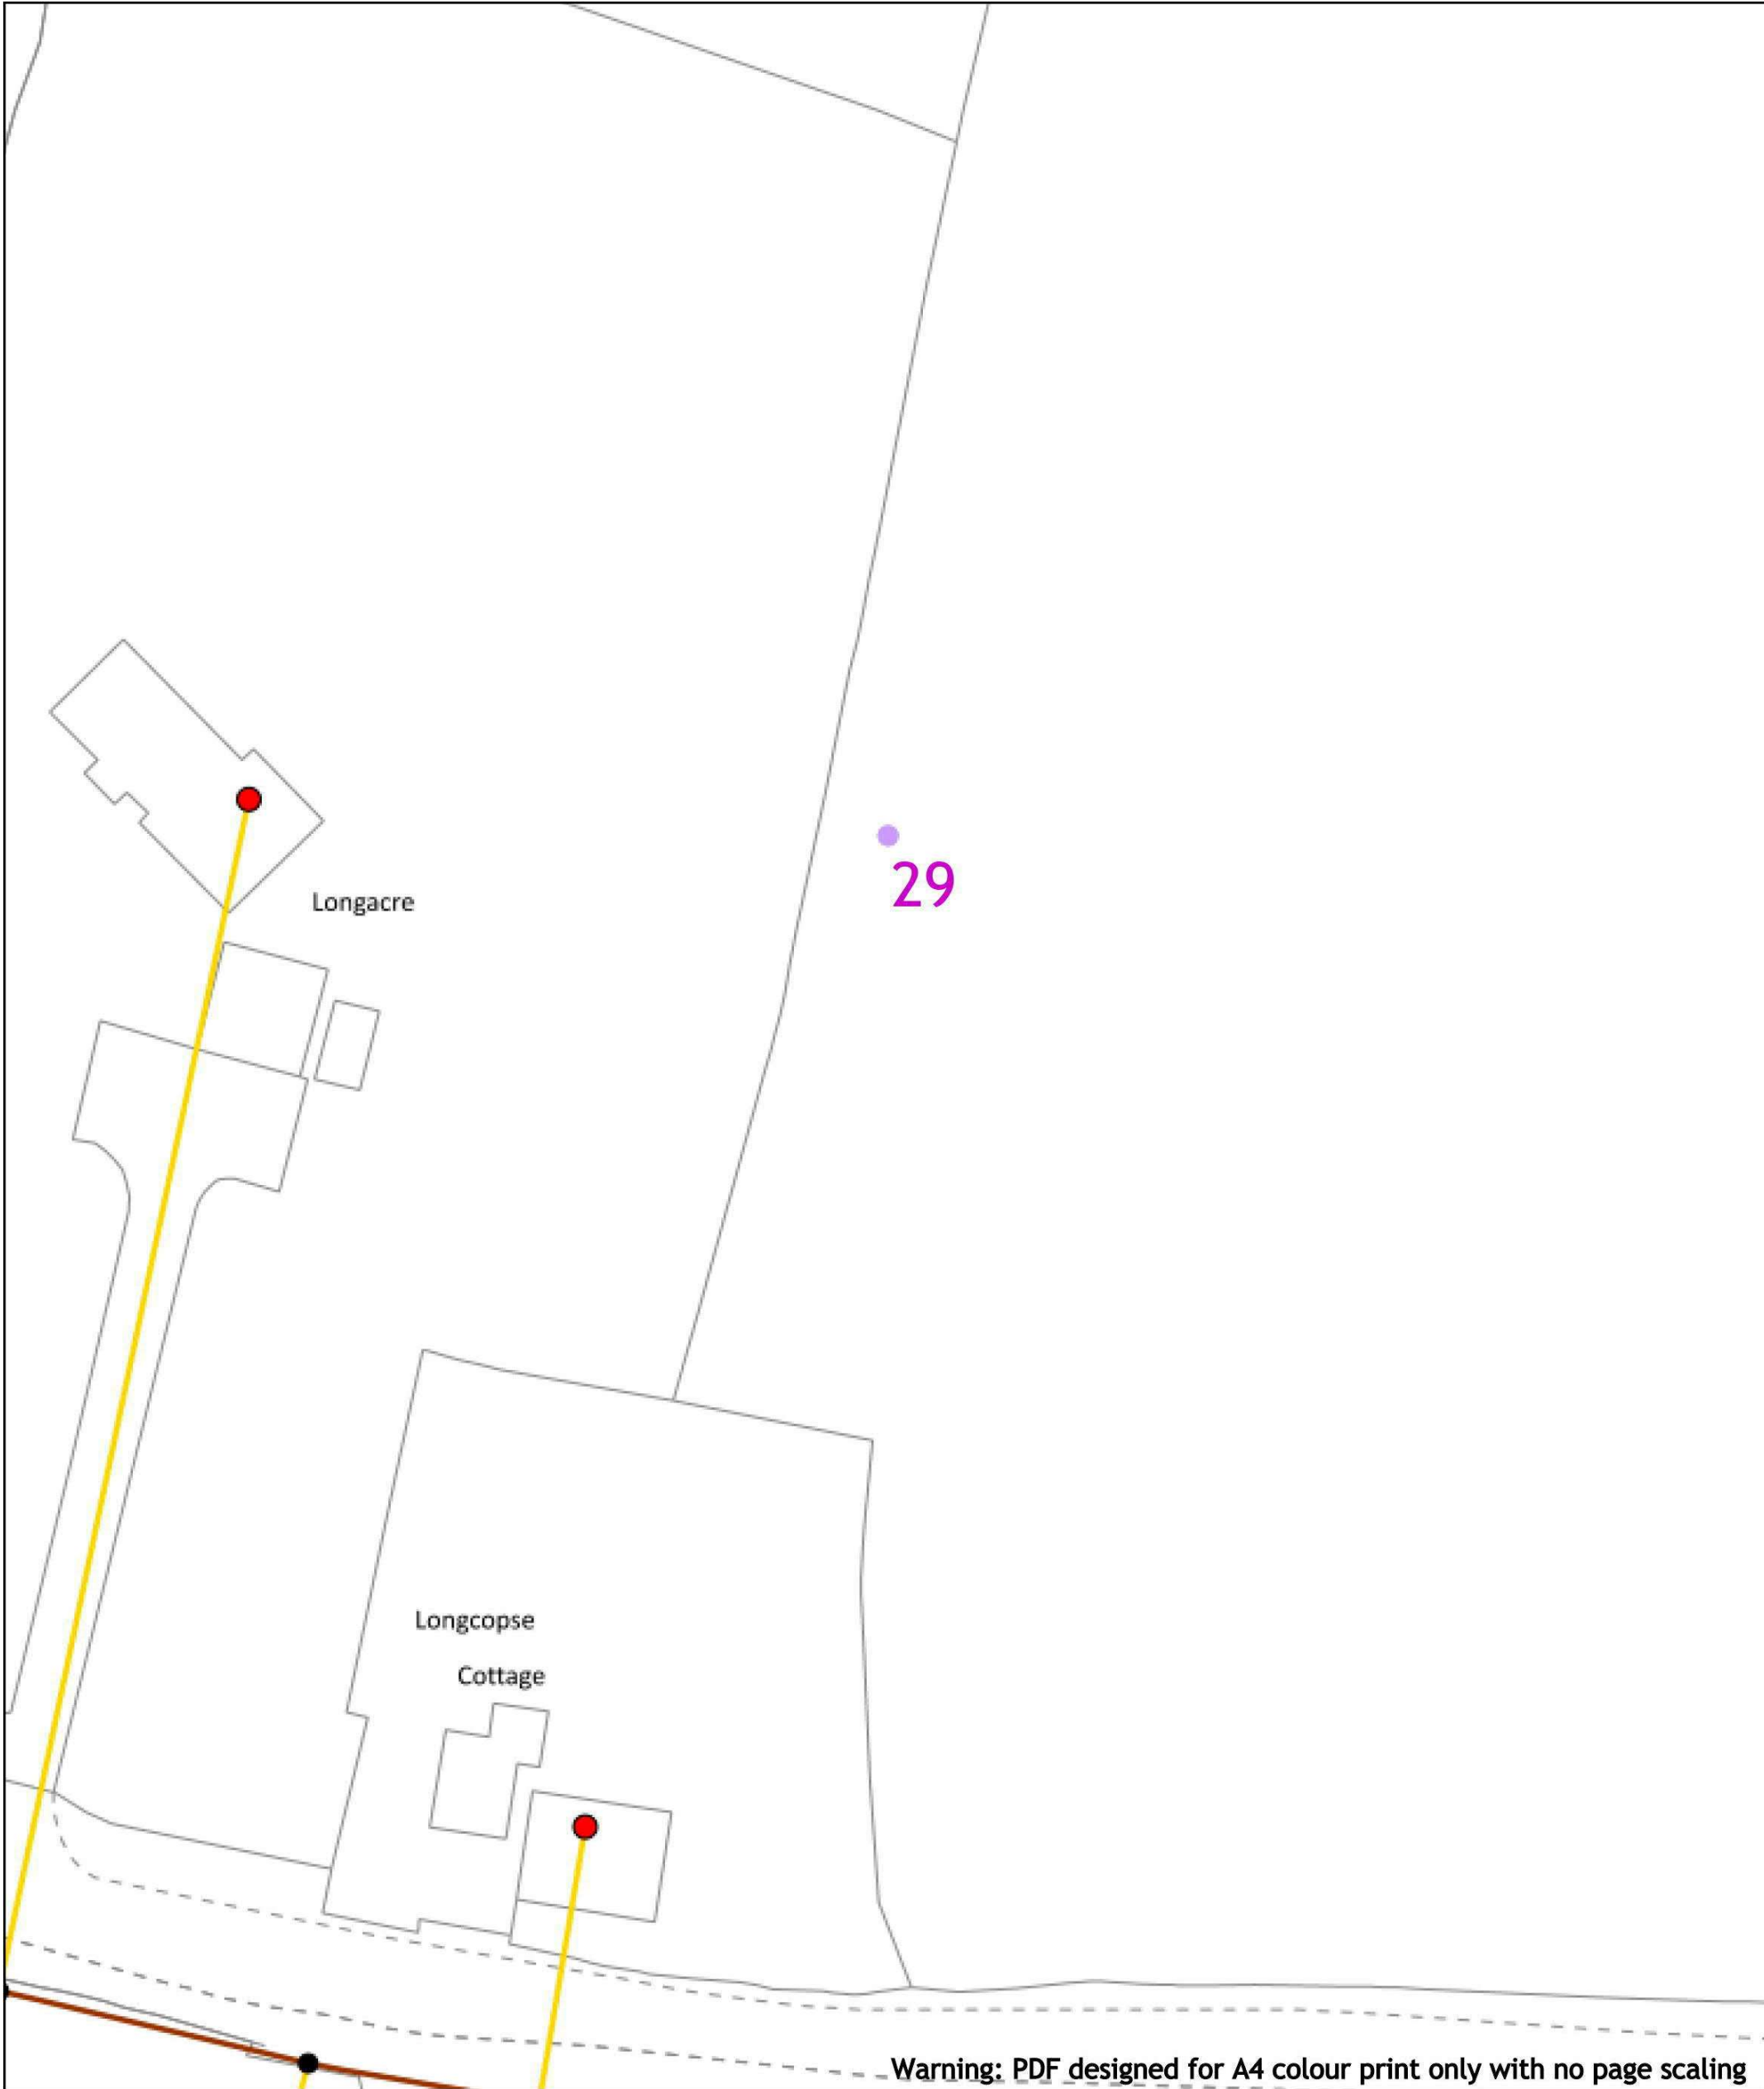 29
Longacre
Longcopse
Cottage
Warning: PDF designed for A4 colour print only with no page scaling